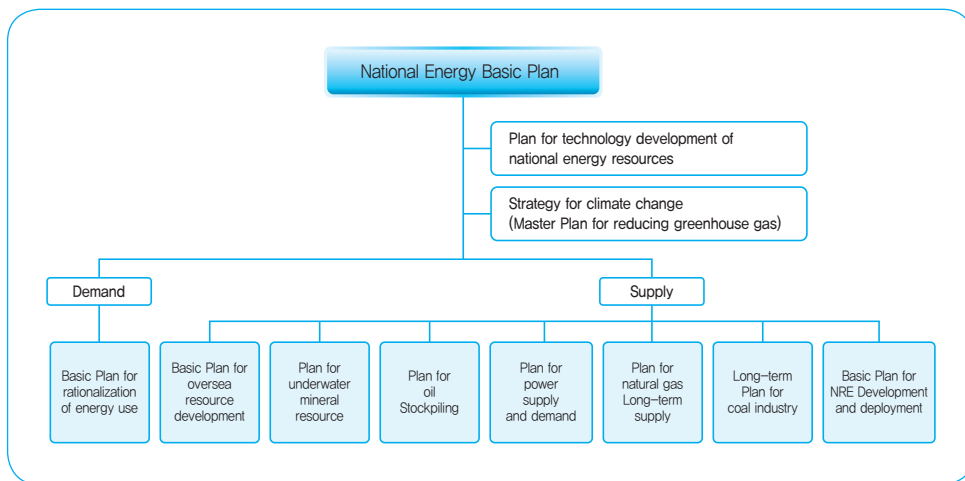 National Energy Basic Plan
Plan for technology development of
national energy resources
Strategy for climate change
(Master Plan for reducing greenhouse gas)
Demand
Supply
Basic Plan for
rationalization
of energy use
Basic Plan for
oversea
resource
development
Plan for
underwater
mineral
resource
Plan for
oil
Stockpiling
Plan for
power
supply
and demand
Plan for
natural gas
Long-term
supply
Long-term
Plan for
coal industry
Basic Plan for
NRE Development
and deployment